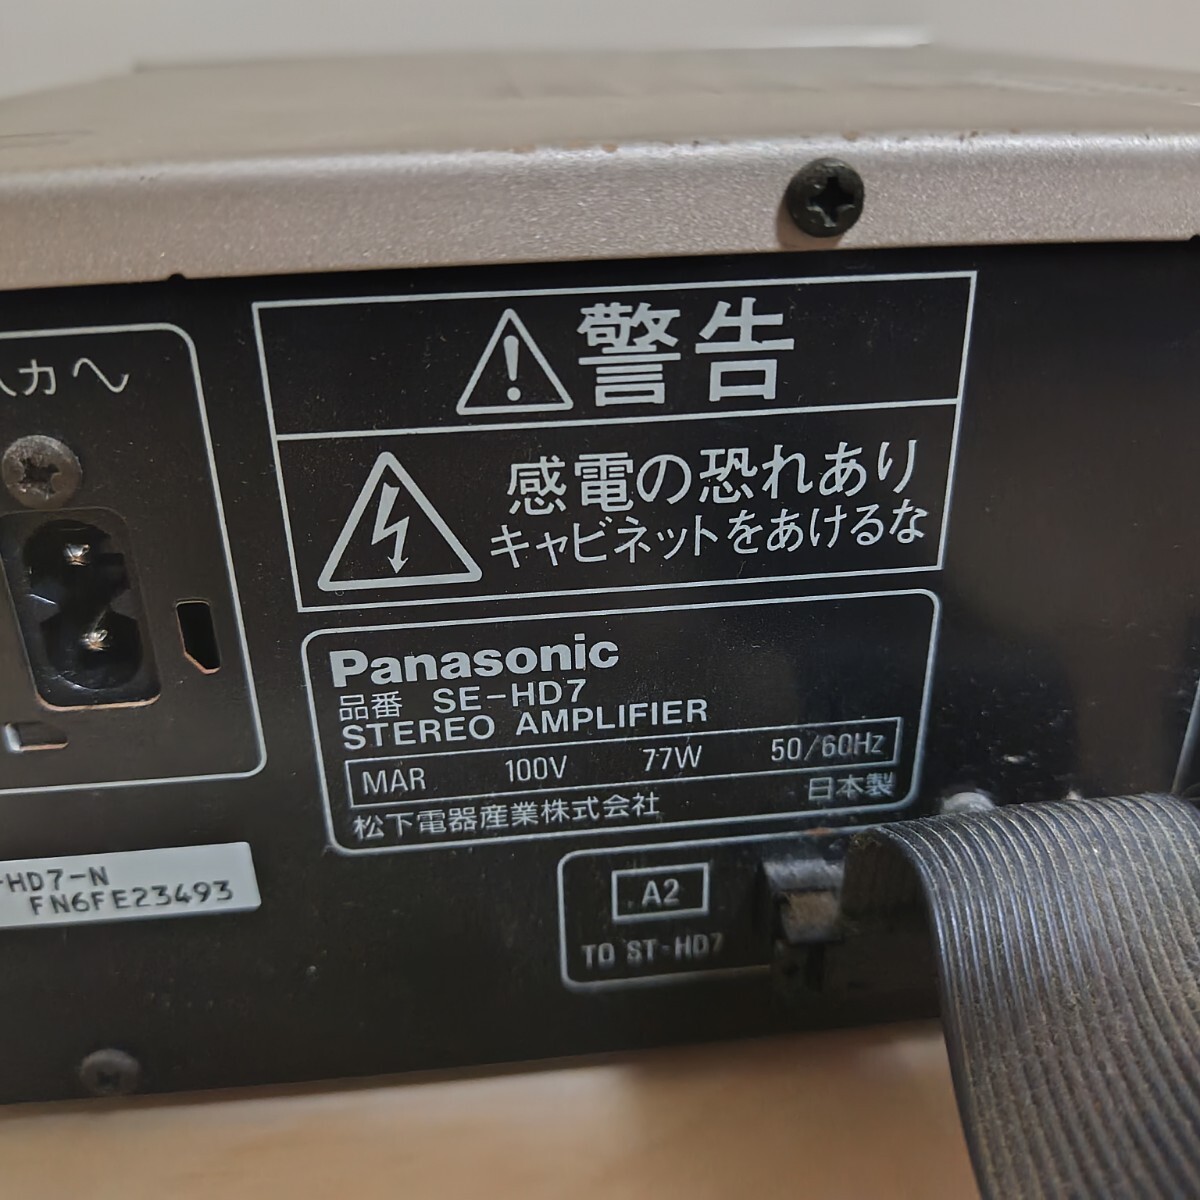 入力へ
警告
感電の恐れあり
キャビネットをあけるな
Panasonic
品番 SE-HD7
STEREO AMPLIFIER
MAR 100V 77W 50/60Hz
松下電器産業株式会社 日本製
-HD7-N
FN6FE23493
A2
TO ST-HD7